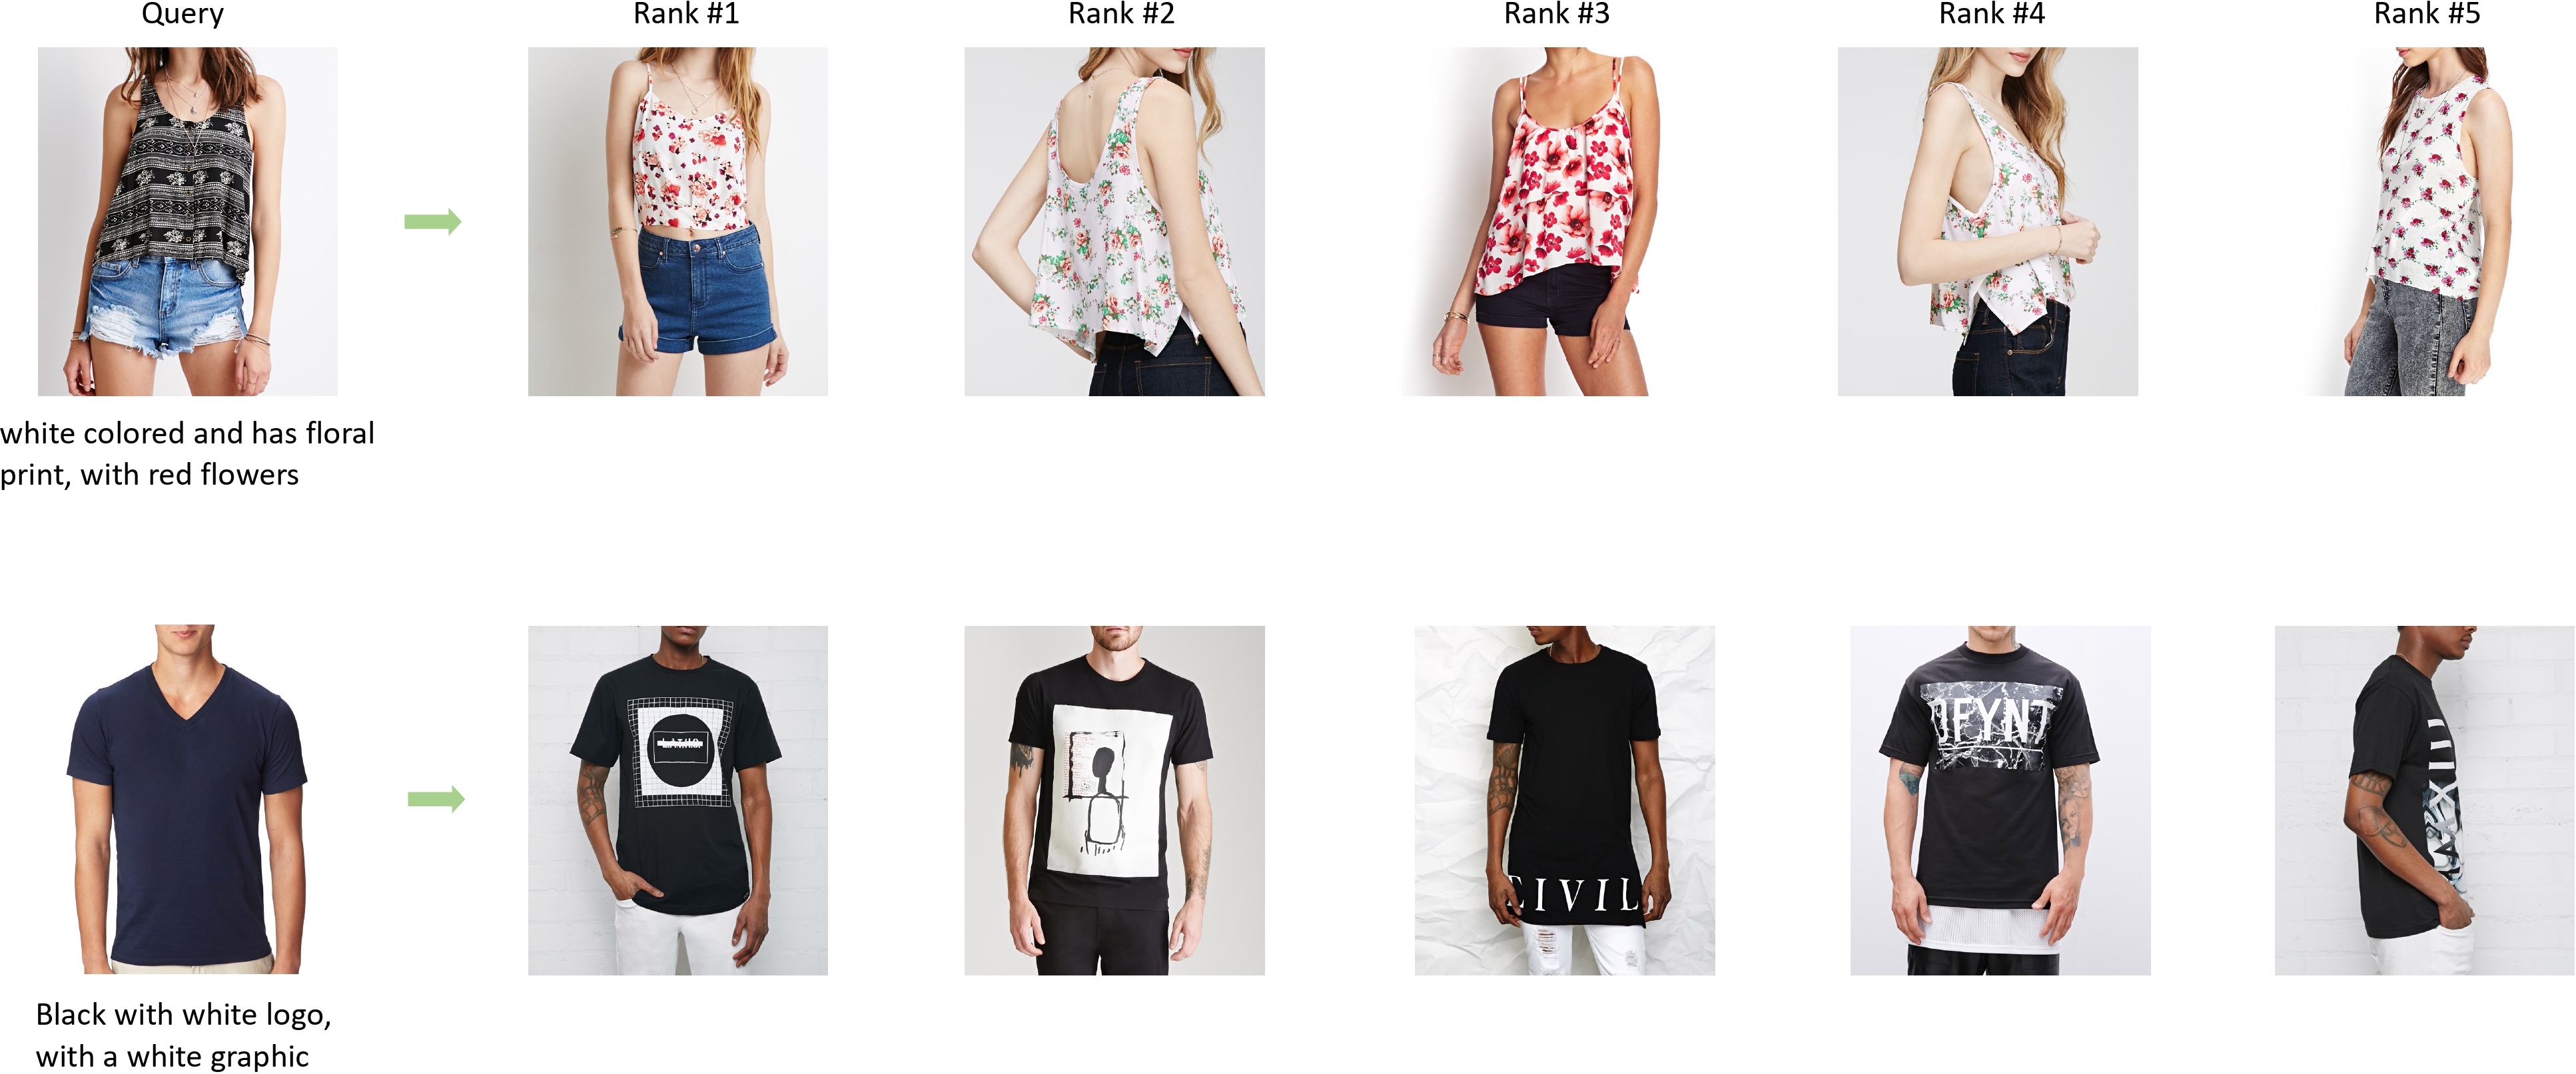 Query Rank #1 Rank #2 Rank #3 Rank #4 Rank #5
white colored and has floral
print, with red flowers
CIVIL
Black with white logo,
with a white graphic